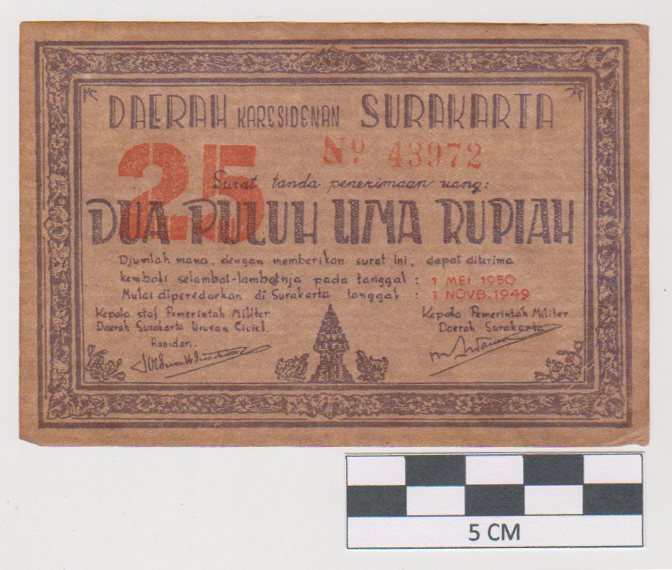 DAERAH KARESIDENAN SURAKARTA
Nº 43972
25
Surat tanda penerimaan uang:
DUA PULUH LIMA RUPIAH
Djumlah mana, dengan memberikan surat ini, dapat diterima
kembali selambat-lambatnja pada tanggal : 1 MEI 1950
Mulai diperedarkan di Surakarta tanggal : 1 NOVB. 1949
Kepala staf Pemerintah Militer
Daerah Surakarta Urusan Civiel.
Residen.
Kepala Pemerintah Militer
Daerah Surakarta
5 CM